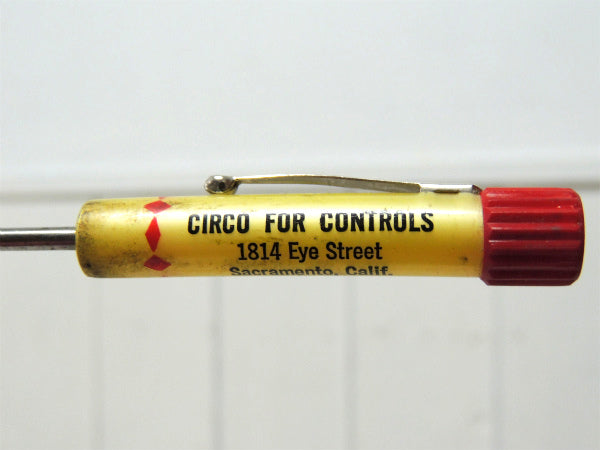 CIRCO FOR CONTROLS
1814 Eye Street
Sacramento, Calif.